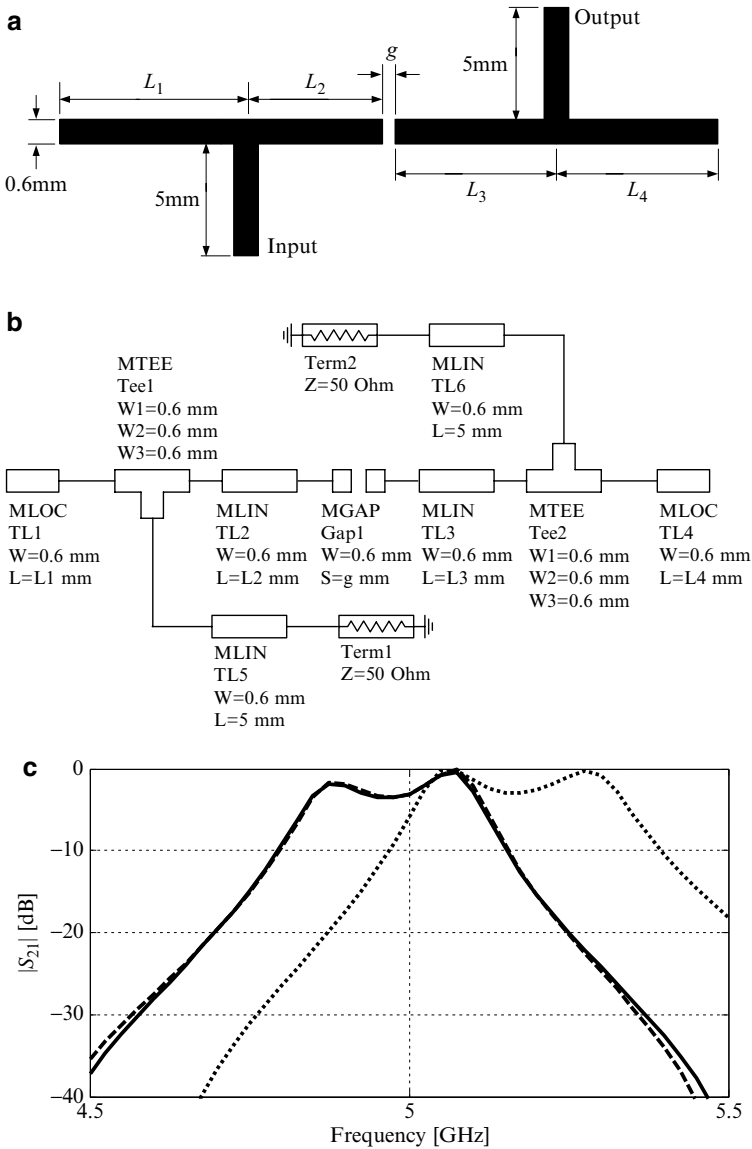 a
Output
g
5mm
L1
L2
0.6mm
L3
L4
5mm
Input
b
MTEE
Tee1
W1=0.6 mm
W2=0.6 mm
W3=0.6 mm
Term2
Z=50 Ohm
MLIN
TL6
W=0.6 mm
L=5 mm
MLOC
TL1
W=0.6 mm
L=L1 mm
MLIN
TL2
W=0.6 mm
L=L2 mm
MGAP
Gap1
W=0.6 mm
S=g mm
MLIN
TL3
W=0.6 mm
L=L3 mm
MTEE
Tee2
W1=0.6 mm
W2=0.6 mm
W3=0.6 mm
MLOC
TL4
W=0.6 mm
L=L4 mm
MLIN
TL5
W=0.6 mm
L=5 mm
Term1
Z=50 Ohm
c
0
−10
−20
−30
−40
|S21| [dB]
4.5
5
5.5
Frequency [GHz]